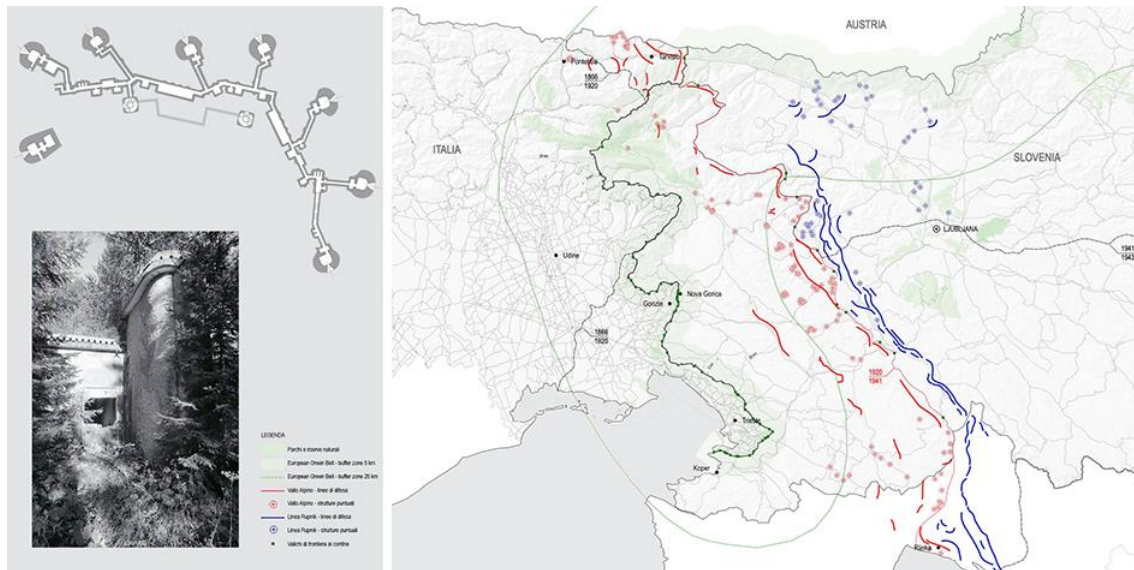 LEGENDA
Parchi e riserve naturali
European Green Belt - buffer zone 5 km
European Green Belt - buffer zone 25 km
Vallo Alpino - linee di difesa
Vallo Alpino - strutture puntuali
Linea Rupnik - linee di difesa
Linea Rupnik - strutture puntuali
Valichi di frontiera ai confine
AUSTRIA
Pontebba
Tarvisio
1866
1920
ITALIA
SLOVENIA
LJUBLJANA
1941
1943
Udine
Nova Gorica
Gorizia
1866
1920
1920
1941
Trieste
Koper